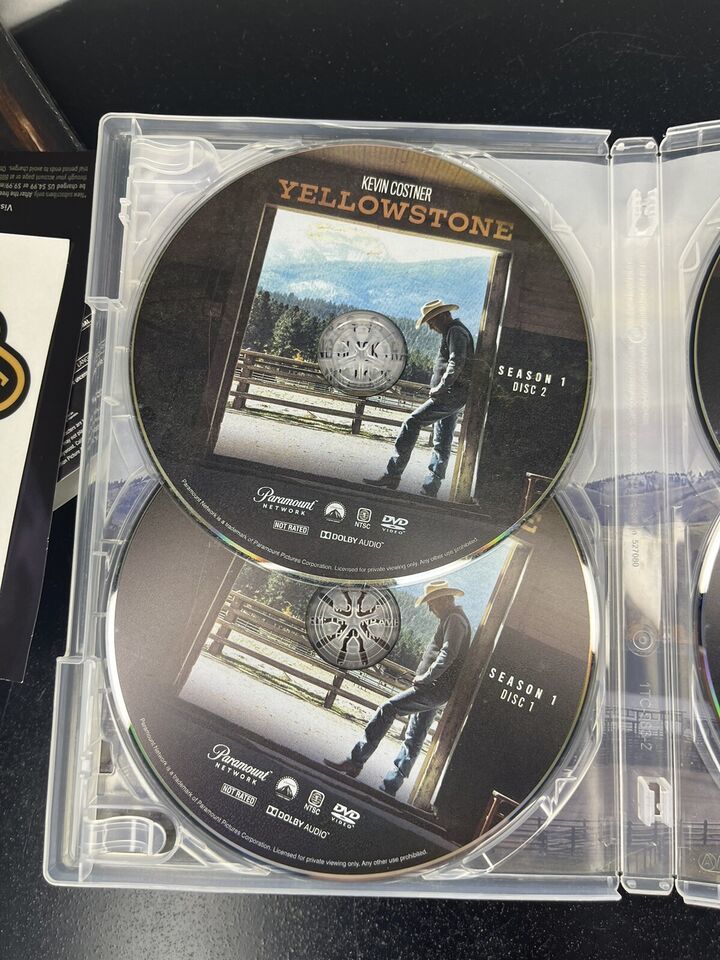 KEVIN COSTNER
YELLOWSTONE
SEASON 1
DISC 2
Paramount
NETWORK
NTSC
DVD
VIDEO
NOT RATED
DOLBY AUDIO™
Paramount Network is a trademark of Paramount Pictures Corporation. Licensed for private viewing only. Any other use prohibited.
SEASON 1
DISC 1
Paramount
NETWORK
NTSC
DVD
VIDEO
NOT RATED
DOLBY AUDIO™
Paramount Network is a trademark of Paramount Pictures Corporation. Licensed for private viewing only. Any other use prohibited.
527080